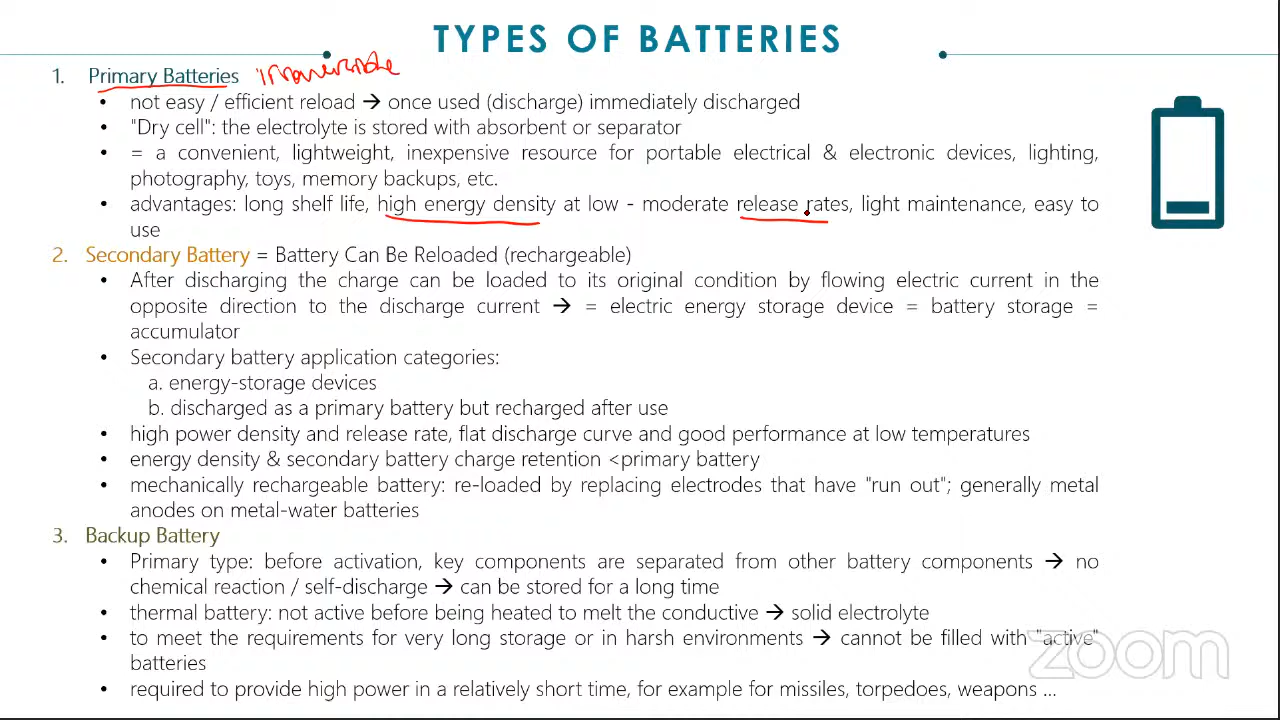 TYPES OF BATTERIES
1. Primary Batteries irreversible
• not easy / efficient reload → once used (discharge) immediately discharged
• "Dry cell": the electrolyte is stored with absorbent or separator
• = a convenient, lightweight, inexpensive resource for portable electrical & electronic devices, lighting,
photography, toys, memory backups, etc.
• advantages: long shelf life, high energy density at low - moderate release rates, light maintenance, easy to
use
2. Secondary Battery = Battery Can Be Reloaded (rechargeable)
• After discharging the charge can be loaded to its original condition by flowing electric current in the
opposite direction to the discharge current → = electric energy storage device = battery storage =
accumulator
• Secondary battery application categories:
a. energy-storage devices
b. discharged as a primary battery but recharged after use
• high power density and release rate, flat discharge curve and good performance at low temperatures
• energy density & secondary battery charge retention <primary battery
• mechanically rechargeable battery: re-loaded by replacing electrodes that have "run out"; generally metal
anodes on metal-water batteries
3. Backup Battery
• Primary type: before activation, key components are separated from other battery components → no
chemical reaction / self-discharge → can be stored for a long time
• thermal battery: not active before being heated to melt the conductive → solid electrolyte
• to meet the requirements for very long storage or in harsh environments → cannot be filled with "active"
batteries
• required to provide high power in a relatively short time, for example for missiles, torpedoes, weapons ...
zoom